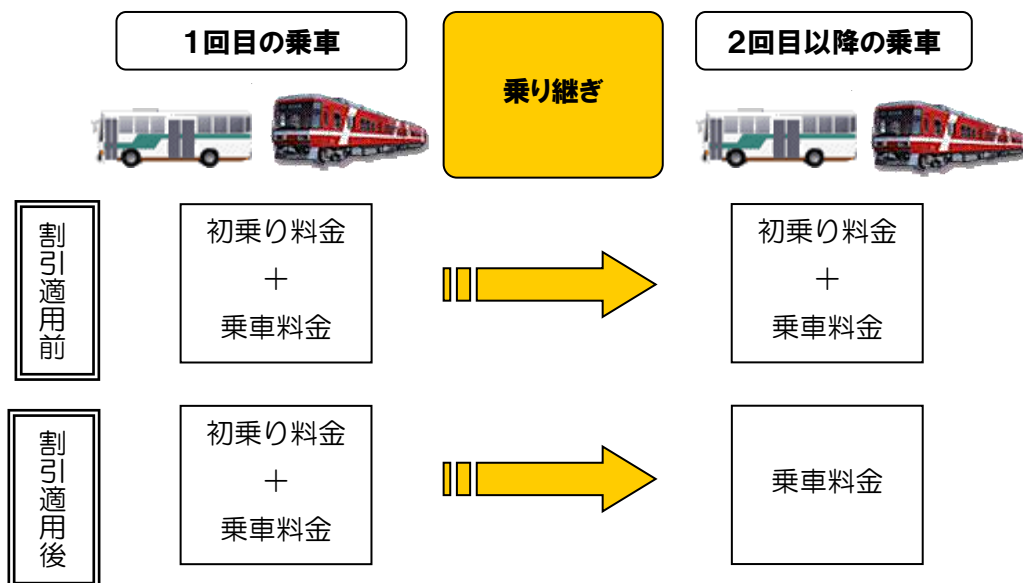 1回目の乗車
乗り継ぎ
2回目以降の乗車
割引適用前
初乗り料金
＋
乗車料金
初乗り料金
＋
乗車料金
割引適用後
初乗り料金
＋
乗車料金
乗車料金